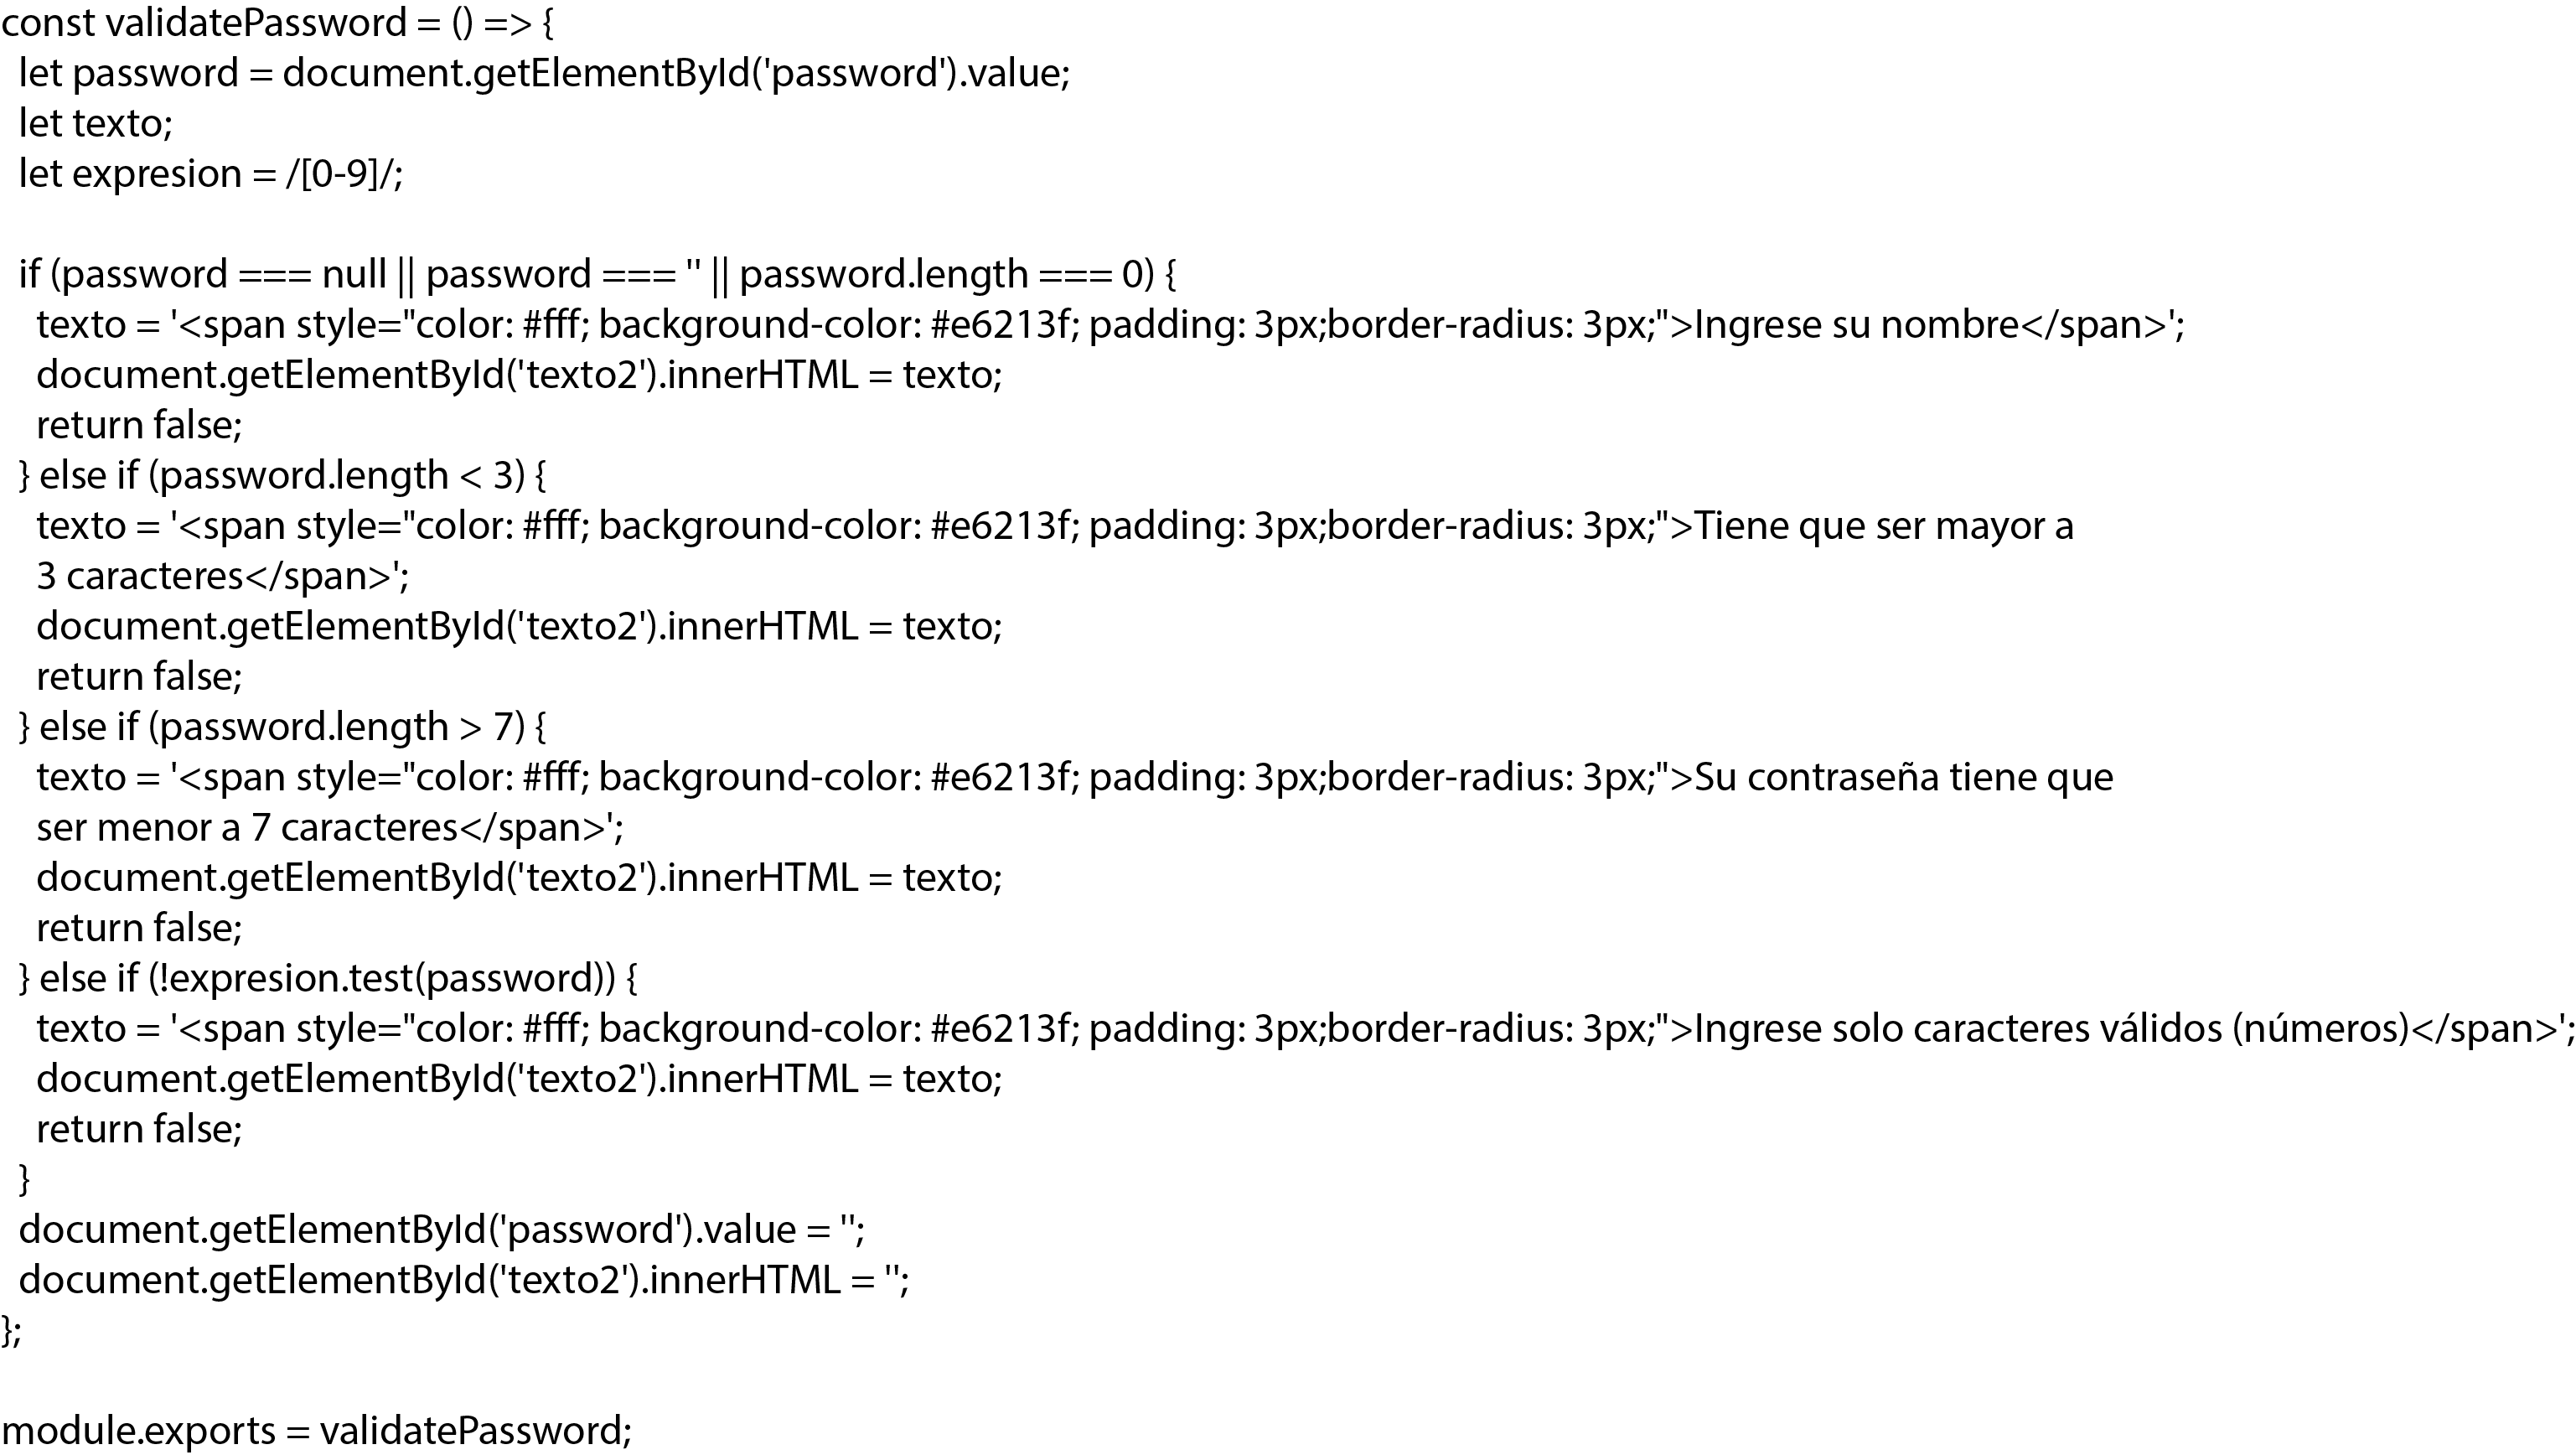 const validatePassword = () => {
  let password = document.getElementById('password').value;
  let texto;
  let expresion = /[0-9]/;

  if (password === null || password === '' || password.length === 0) {
    texto = '<span style="color: #fff; background-color: #e6213f; padding: 3px;border-radius: 3px;">Ingrese su nombre</span>';
    document.getElementById('texto2').innerHTML = texto;
    return false;
  } else if (password.length < 3) {
    texto = '<span style="color: #fff; background-color: #e6213f; padding: 3px;border-radius: 3px;">Tiene que ser mayor a
    3 caracteres</span>';
    document.getElementById('texto2').innerHTML = texto;
    return false;
  } else if (password.length > 7) {
    texto = '<span style="color: #fff; background-color: #e6213f; padding: 3px;border-radius: 3px;">Su contraseña tiene que
    ser menor a 7 caracteres</span>';
    document.getElementById('texto2').innerHTML = texto;
    return false;
  } else if (!expresion.test(password)) {
    texto = '<span style="color: #fff; background-color: #e6213f; padding: 3px;border-radius: 3px;">Ingrese solo caracteres válidos (números)</span>';
    document.getElementById('texto2').innerHTML = texto;
    return false;
  }
  document.getElementById('password').value = '';
  document.getElementById('texto2').innerHTML = '';
};

module.exports = validatePassword;